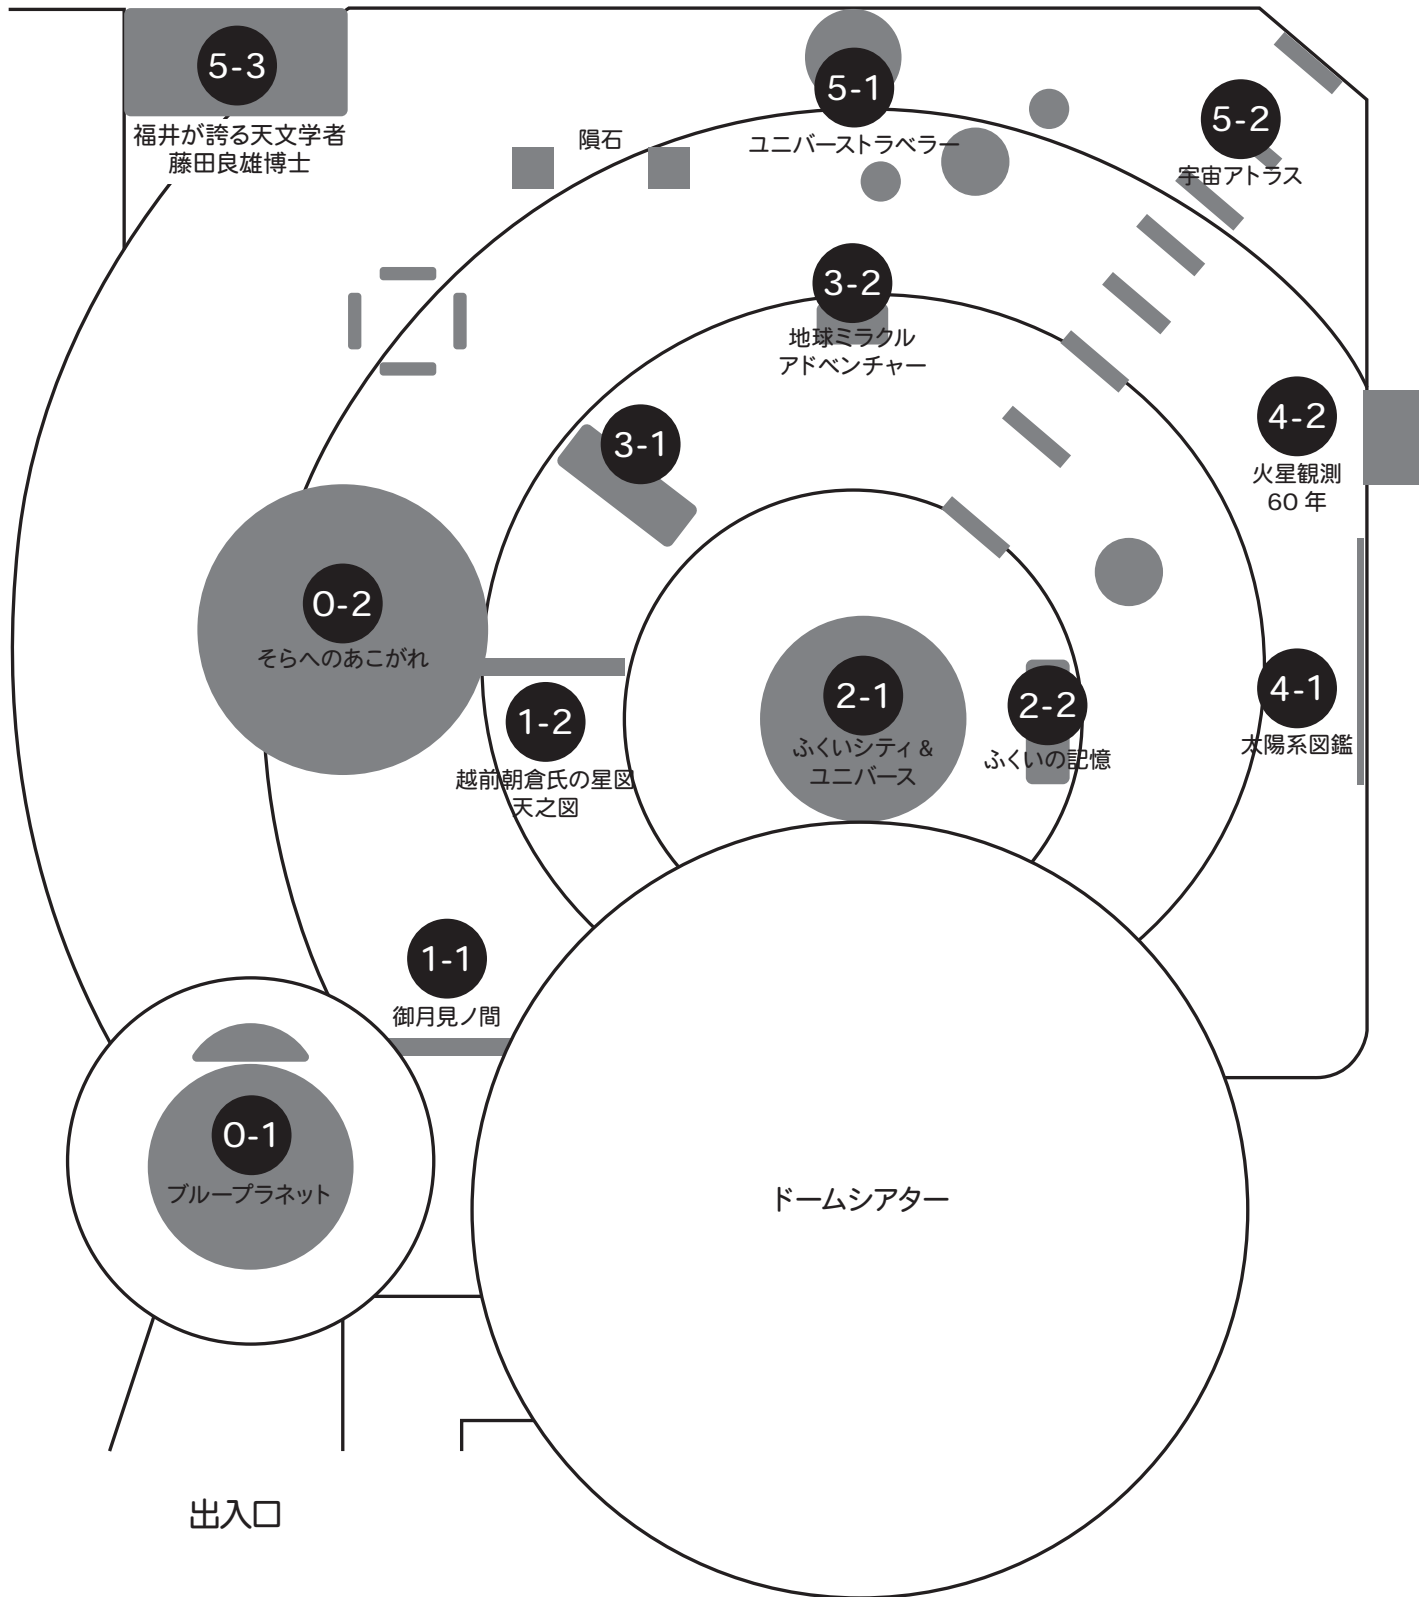 5-3
福井が誇る天文学者
藤田良雄博士
隕石
5-1
ユニバーストラベラー
5-2
宇宙アトラス
3-2
地球ミラクル
アドベンチャー
3-1
4-2
火星観測
60 年
0-2
そらへのあこがれ
1-2
越前朝倉氏の星図
天之図
2-1
ふくいシティ &
ユニバース
2-2
ふくいの記憶
4-1
太陽系図鑑
1-1
御月見ノ間
0-1
ブループラネット
ドームシアター
出入口